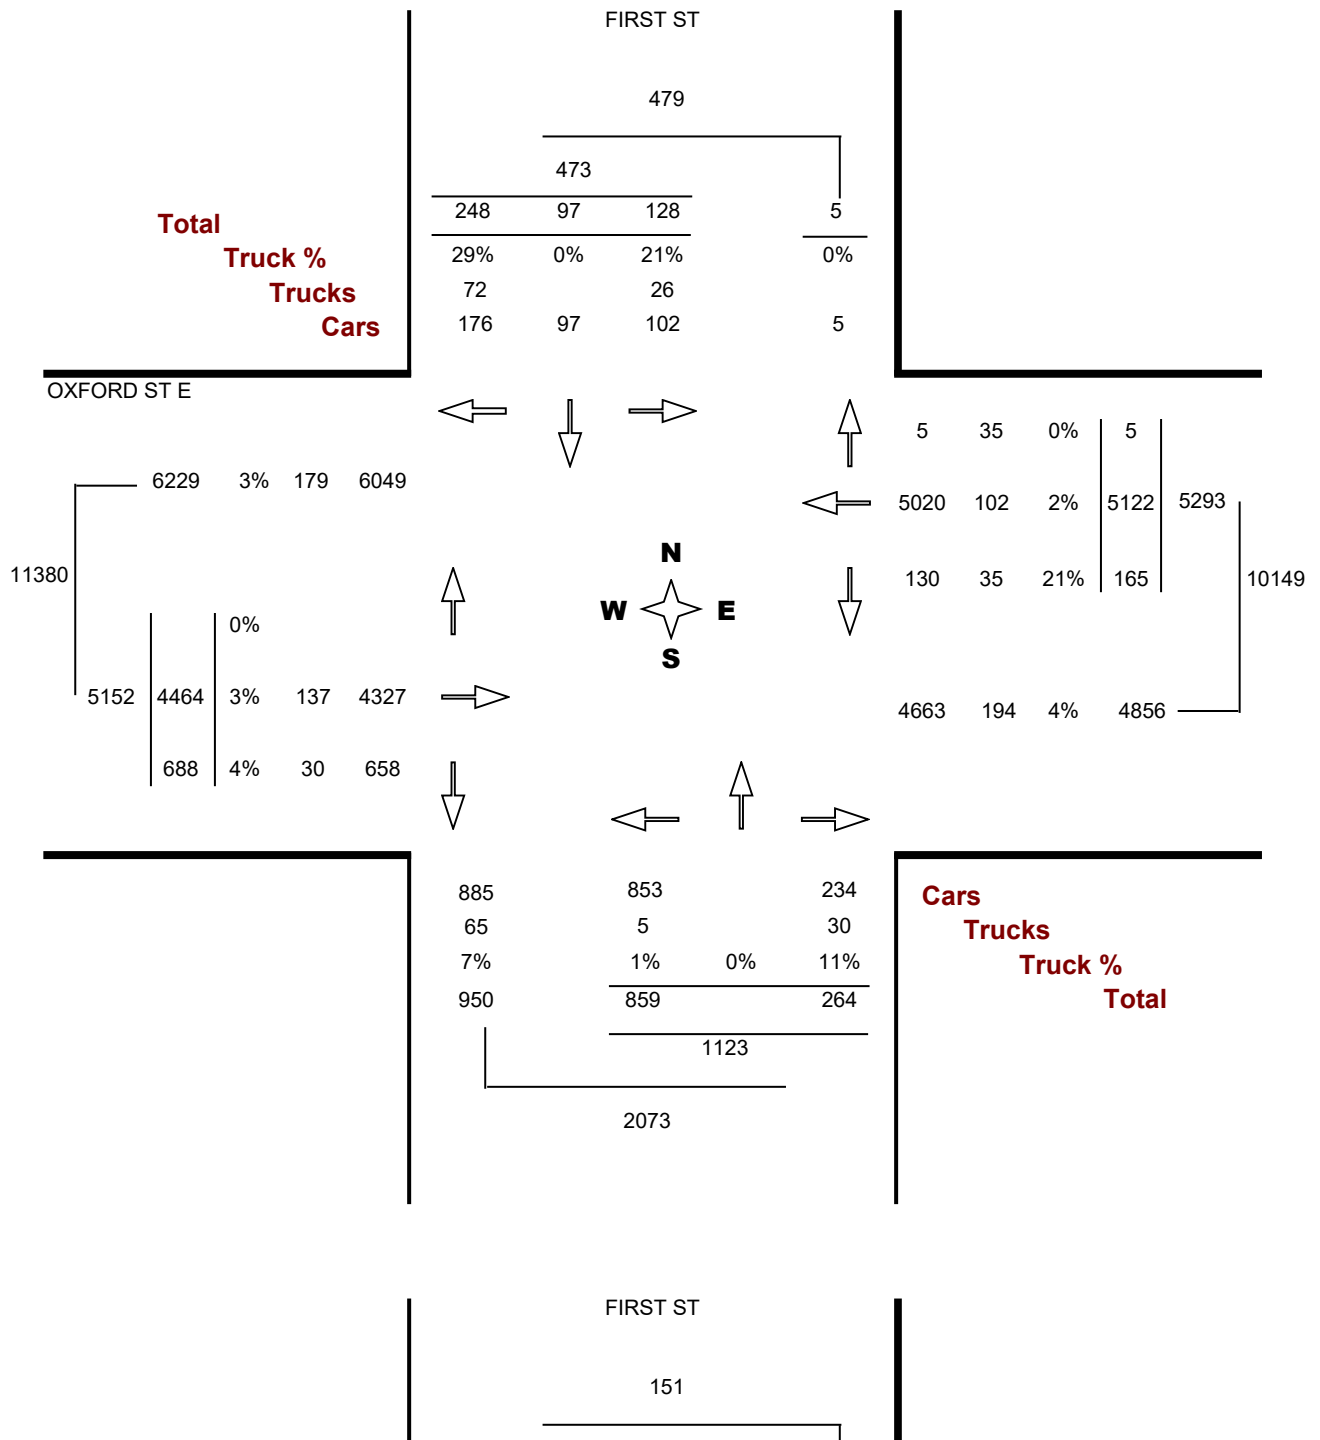 FIRST ST
479
473
248 97 128 5
Total
29% 0% 21% 0%
Truck %
72 26
Trucks
176 97 102 5
Cars
OXFORD ST E
5 35 0% 5
6229 3% 179 6049
5020 102 2% 5122 5293
N
11380
130 35 21% 165 10149
W E
0%
S
5152 4464 3% 137 4327
4663 194 4% 4856
688 4% 30 658
885 853 234
Cars
65 5 30
Trucks
7% 1% 0% 11%
Truck %
950 859 264
Total
1123
2073
FIRST ST
151